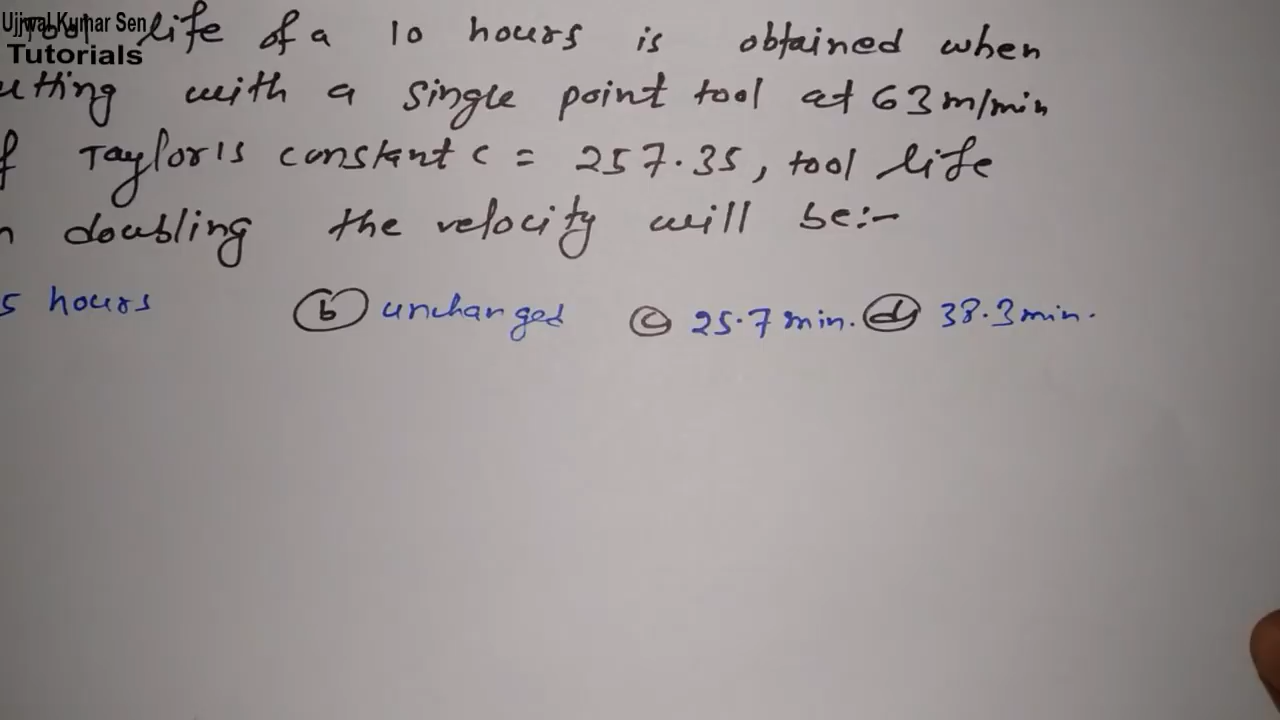 Ujjwal Kumar Sen
Tutorials
life of a 10 hours is obtained when
utting with a single point tool at 63 m/min
f Taylor's constant c = 257.35, tool life
n doubling the velocity will be:-
5 hours (b) unchanged (c) 25.7 min. (d) 38.3 min.